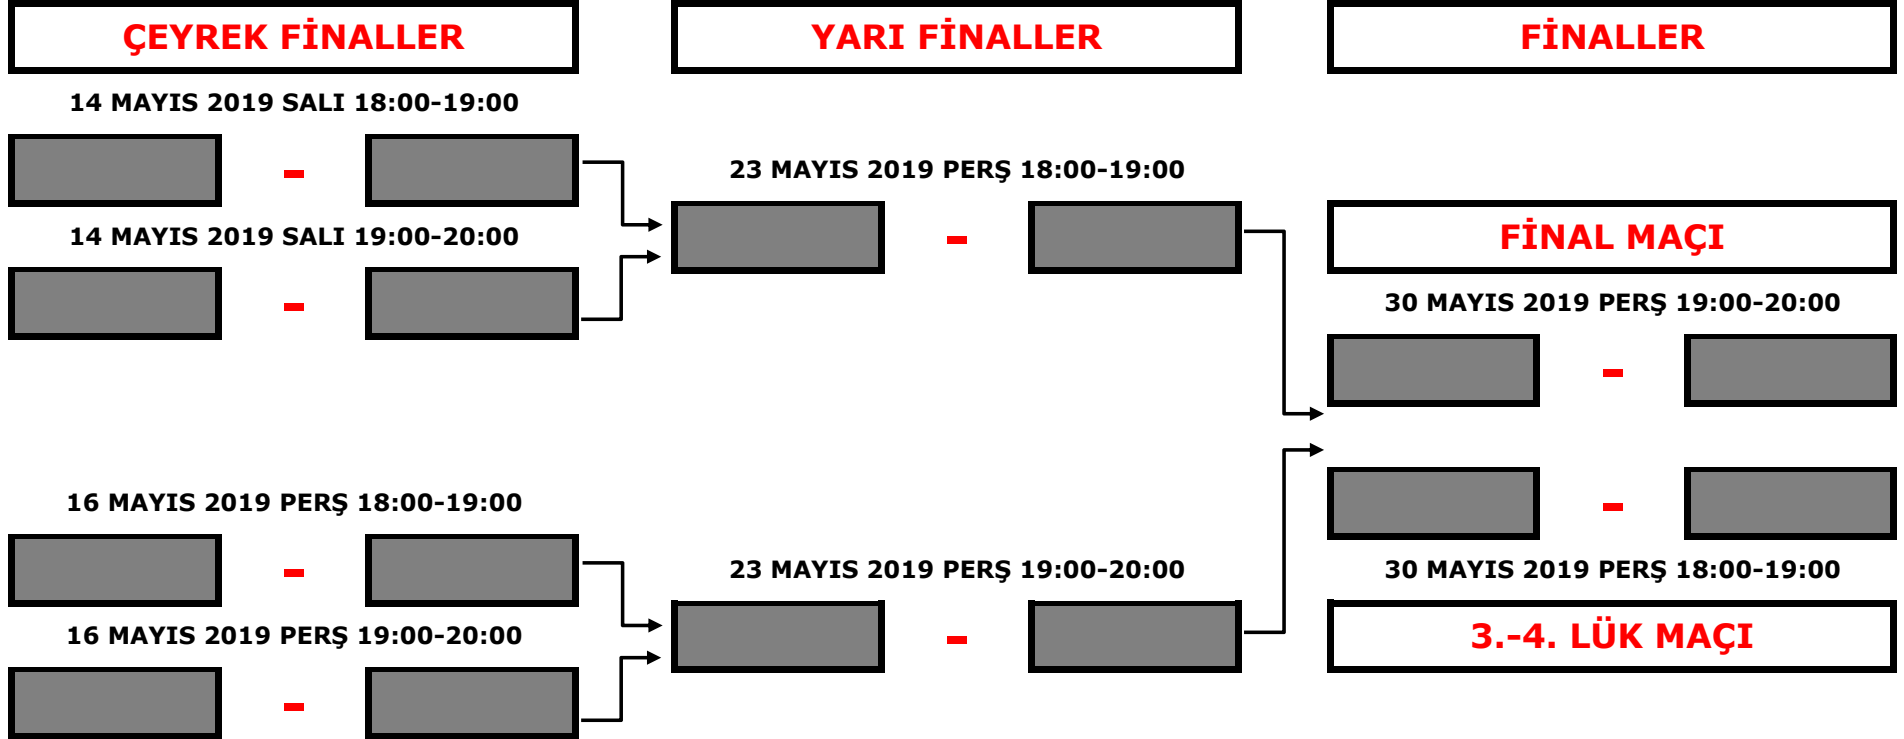 ÇEYREK FİNALLER
14 MAYIS 2019 SALI 18:00-19:00
-
14 MAYIS 2019 SALI 19:00-20:00
-
16 MAYIS 2019 PERŞ 18:00-19:00
-
16 MAYIS 2019 PERŞ 19:00-20:00
-
YARI FİNALLER
23 MAYIS 2019 PERŞ 18:00-19:00
-
23 MAYIS 2019 PERŞ 19:00-20:00
-
FİNALLER
FİNAL MAÇI
30 MAYIS 2019 PERŞ 19:00-20:00
-
-
30 MAYIS 2019 PERŞ 18:00-19:00
3.-4. LÜK MAÇI